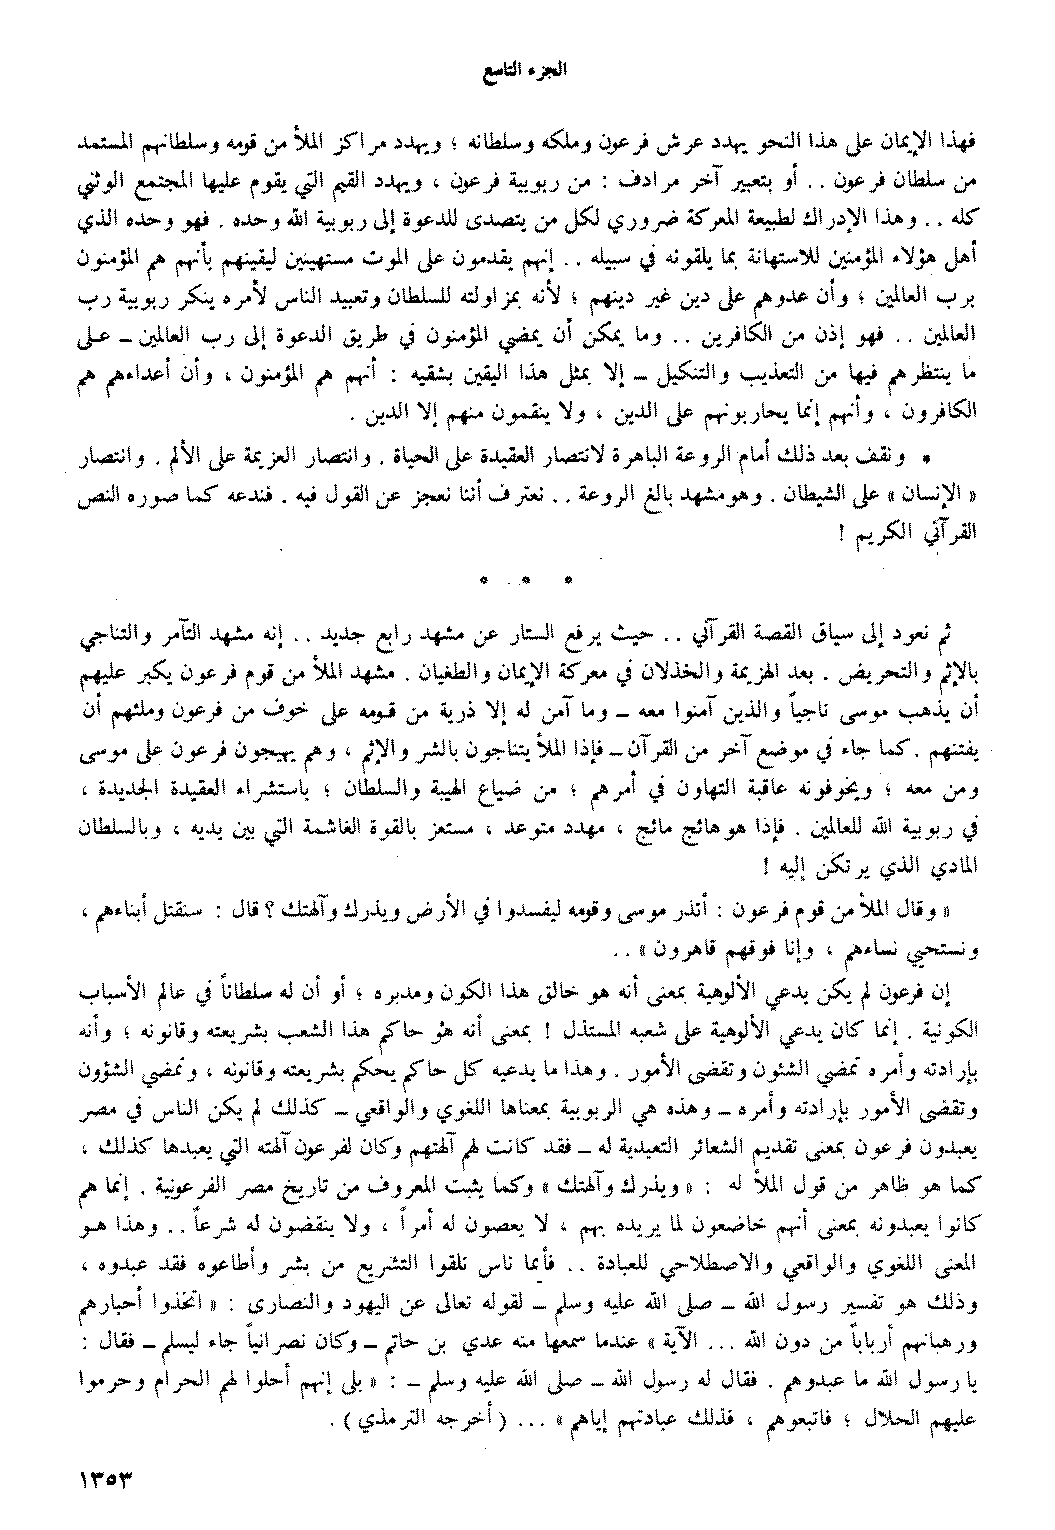 الجزء التاسع
فهذا الإيمان على هذا النحو يهدد عرش فرعون وملكه وسلطانه ؛ ويهدد مراكز الملأ من قومه وسلطانهم المستمد
من سلطان فرعون .. أو بتعبير آخر مرادف : من ربوبية فرعون ، ويهدد القيم التي يقوم عليها المجتمع الوثني
كله .. وهذا الإدراك لطبيعة المعركة ضروري لكل من يتصدى للدعوة إلى ربوبية الله وحده . فهو وحده الذي
أهل هؤلاء المؤمنين للاستهانة بما يلقونه في سبيله .. إنهم يقدمون على الموت مستهينين ليقينهم بأنهم هم المؤمنون
برب العالمين ؛ وأن عدوهم على دين غير دينهم ؛ لأنه بمزاولته للسلطان وتعبيد الناس لأمره ينكر ربوبية رب
العالمين .. فهو إذن من الكافرين .. وما يمكن أن يمضي المؤمنون في طريق الدعوة إلى رب العالمين – على
ما ينتظرهم فيها من التعذيب والتنكيل – إلا بمثل هذا اليقين بشقيه : أنهم هم المؤمنون ، وأن أعداءهم هم
الكافرون ، وأنهم إنما يحاربونهم على الدين ، ولا ينقمون منهم إلا الدين .
* ونقف بعد ذلك أمام الروعة الباهرة لانتصار العقيدة على الحياة . وانتصار العزيمة على الألم . وانتصار
« الإنسان » على الشيطان . وهو مشهد بالغ الروعة .. نعترف أننا نعجز عن القول فيه . فندعه كما صوره النص
القرآني الكريم !
* * *
ثم نعود إلى سياق القصة القرآني .. حيث يرفع الستار عن مشهد رابع جديد .. إنه مشهد التآمر والتناجي
بالإثم والتحريض . بعد الهزيمة والخذلان في معركة الإيمان والطغيان . مشهد الملأ من قوم فرعون يكبر عليهم
أن يذهب موسى ناجياً والذين آمنوا معه – وما آمن له إلا ذرية من قومه على خوف من فرعون وملئهم أن
يفتنهم . كما جاء في موضع آخر من القرآن – فإذا الملأ يتناجون بالشر والإثم ، وهم يهيجون فرعون على موسى
ومن معه ؛ ويخوفونه عاقبة التهاون في أمرهم ؛ من ضياع الهيبة والسلطان ؛ باستشراء العقيدة الجديدة ،
في ربوبية الله للعالمين . فإذا هو هائج مائج ، مهدد متوعد ، مستعز بالقوة الغاشمة التي بين يديه ، وبالسلطان
المادي الذي يرتكن إليه !
« وقال الملأ من قوم فرعون : أتذر موسى وقومه ليفسدوا في الأرض ويذرك وآلهتك ؟ قال : سنقتل أبناءهم ،
ونستحيي نساءهم ، وإنا فوقهم قاهرون » ..
إن فرعون لم يكن يدعي الألوهية بمعنى أنه هو خالق هذا الكون ومدبره ؛ أو أن له سلطاناً في عالم الأسباب
الكونية . إنما كان يدعي الألوهية على شعبه المستذل ! بمعنى أنه هو حاكم هذا الشعب بشريعته وقانونه ؛ وأنه
بإرادته وأمره تمضي الشئون وتقضى الأمور . وهذا ما يدعيه كل حاكم يحكم بشريعته وقانونه ، وتمضي الشؤون
وتقضى الأمور بإرادته وأمره – وهذه هي الربوبية بمعناها اللغوي والواقعي – كذلك لم يكن الناس في مصر
يعبدون فرعون بمعنى تقديم الشعائر التعبدية له – فقد كانت لهم آلهتهم وكان لفرعون آلهته التي يعبدها كذلك ،
كما هو ظاهر من قول الملأ له : « ويذرك وآلهتك » وكما يثبت المعروف من تاريخ مصر الفرعونية . إنما هم
كانوا يعبدونه بمعنى أنهم خاضعون لما يريده بهم ، لا يعصون له أمراً ، ولا ينقضون له شرعاً .. وهذا هو
المعنى اللغوي والواقعي والاصطلاحي للعبادة .. فأيما ناس تلقوا التشريع من بشر وأطاعوه فقد عبدوه ،
وذلك هو تفسير رسول الله – صلى الله عليه وسلم – لقوله تعالى عن اليهود والنصارى : « اتخذوا أحبارهم
ورهبانهم أرباباً من دون الله ... الآية » عندما سمعها منه عدي بن حاتم – وكان نصرانياً جاء ليسلم – فقال :
يا رسول الله ما عبدوهم . فقال له رسول الله – صلى الله عليه وسلم – : « بلى إنهم أحلوا لهم الحرام وحرموا
عليهم الحلال ؛ فاتبعوهم ، فذلك عبادتهم إياهم » ... ( أخرجه الترمذي ) .
١٣٥٣